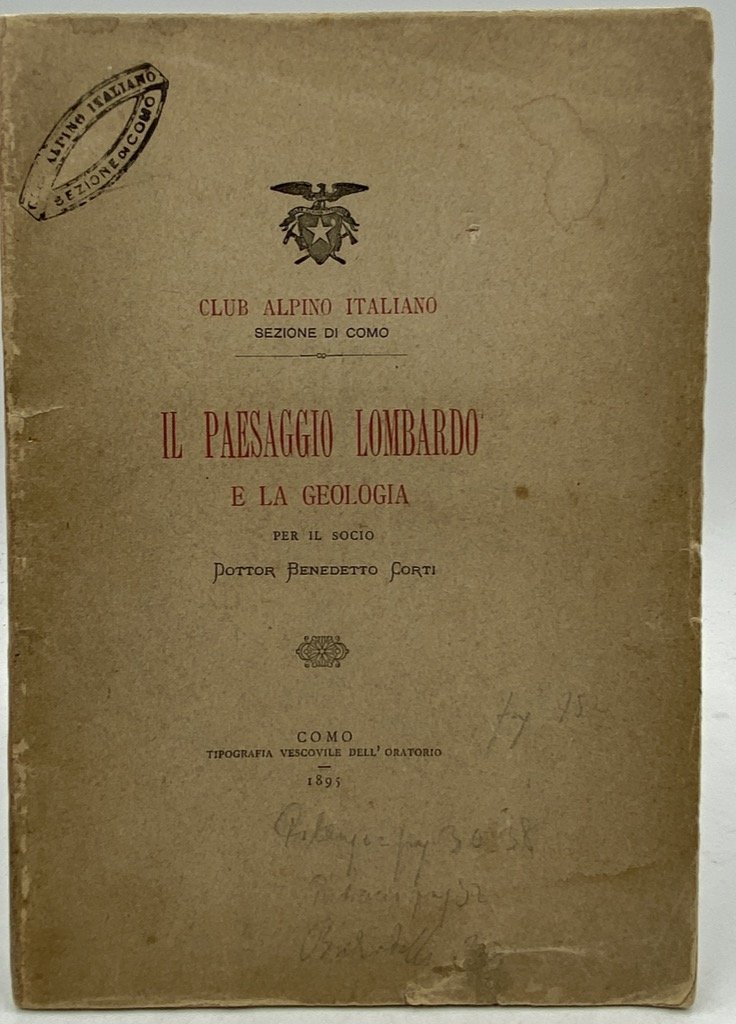 CLUB ALPINO ITALIANO
SEZIONE DI COMO
CLUB ALPINO ITALIANO
SEZIONE DI COMO
IL PAESAGGIO LOMBARDO
E LA GEOLOGIA
PER IL SOCIO
DOTTOR BENEDETTO CORTI
COMO
TIPOGRAFIA VESCOVILE DELL' ORATORIO
1895